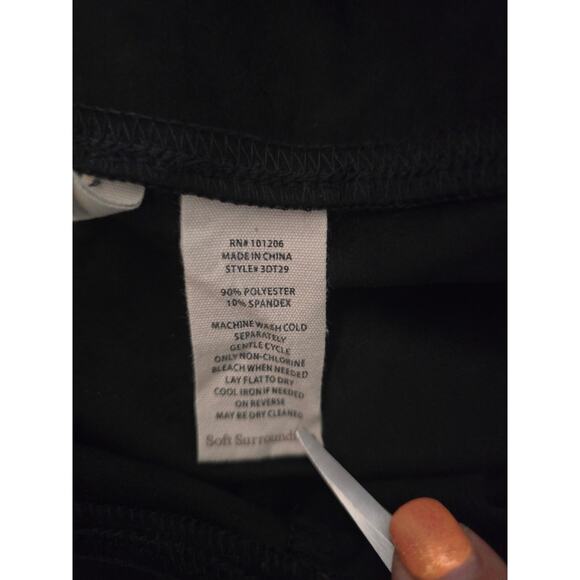 RN# 101206
MADE IN CHINA
STYLE# 3DT29
90% POLYESTER
10% SPANDEX
MACHINE WASH COLD
SEPARATELY
GENTLE CYCLE
ONLY NON-CHLORINE
BLEACH WHEN NEEDED
LAY FLAT TO DRY
COOL IRON IF NEEDED
ON REVERSE
MAY BE DRY CLEANED
Soft